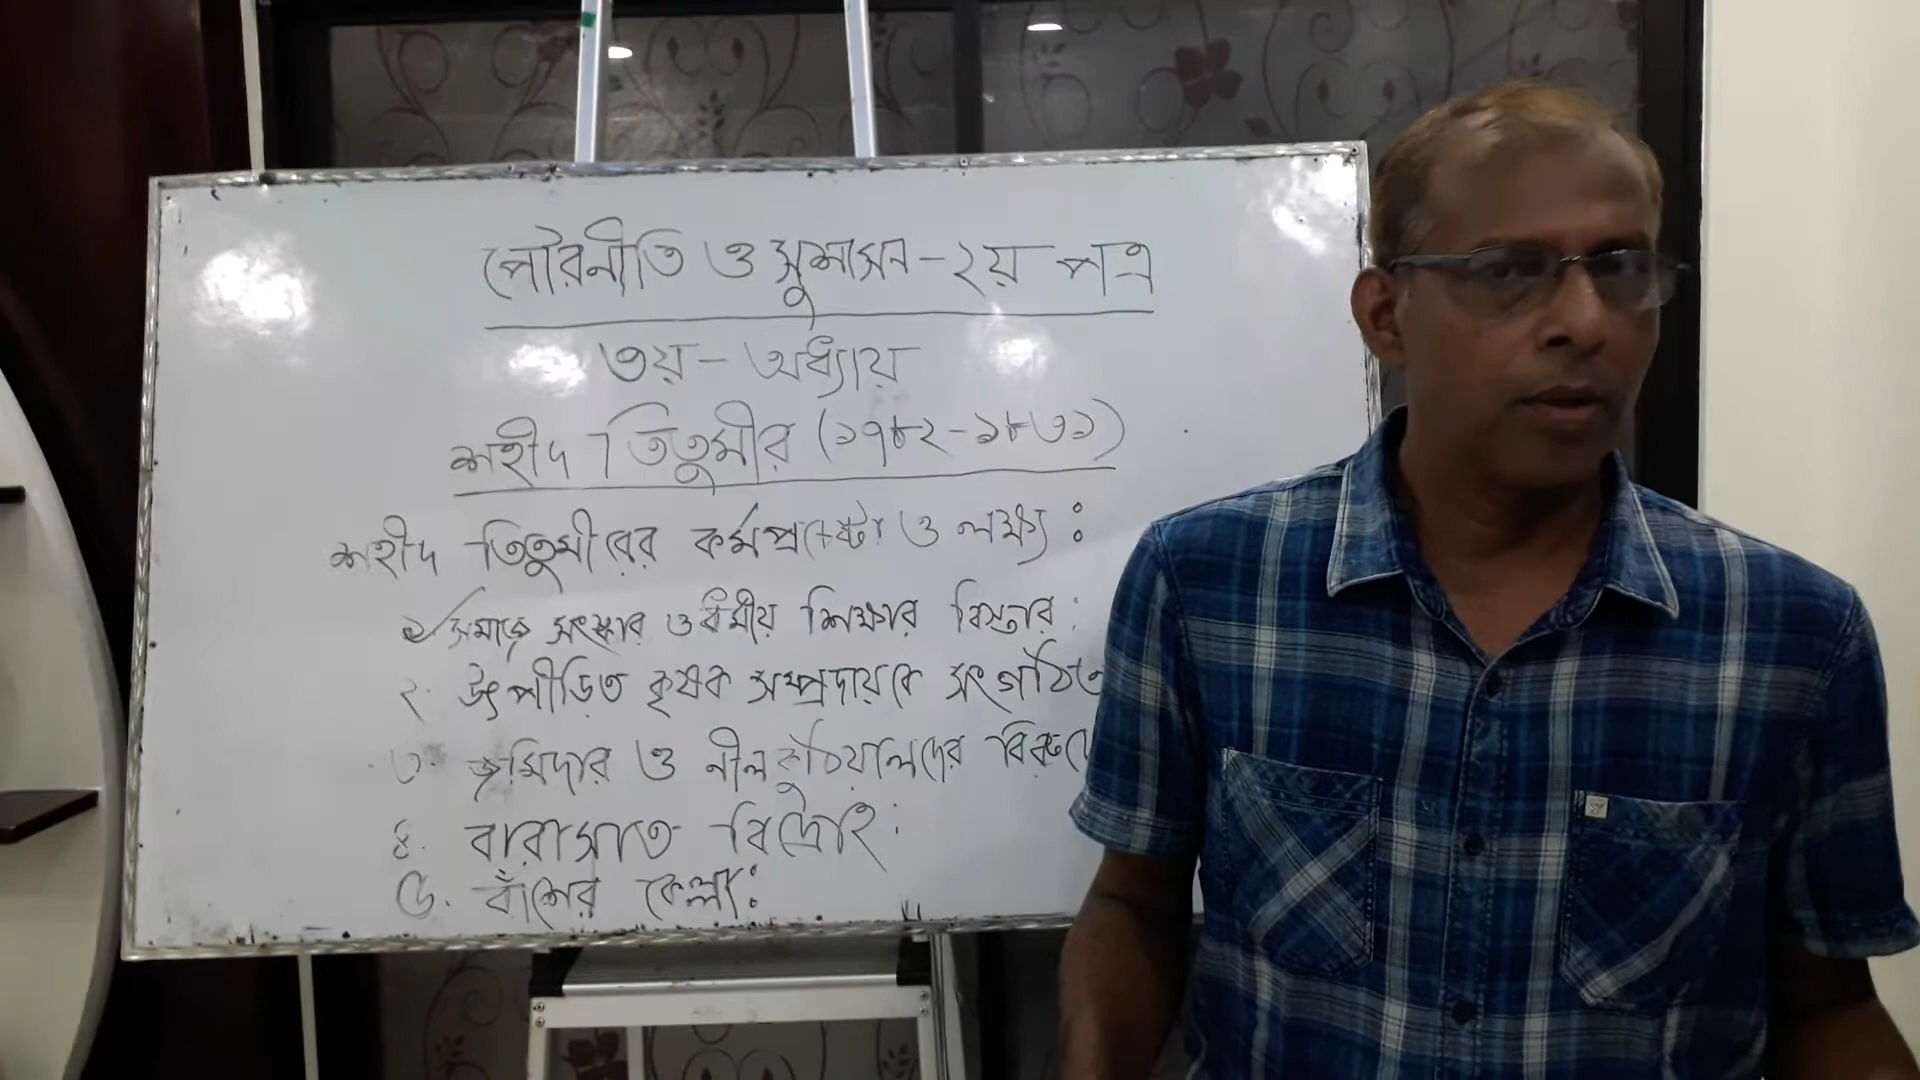 পৌরনীতি ও সুশাসন - ২য় পত্র
৩য় - অধ্যায়
শহীদ তিতুমীর (১৭৮২ - ১৮৩১)
শহীদ তিতুমীরের কর্মপ্রচেষ্টা ও লক্ষ্য :
১. সমাজ সংস্কার ও ধর্মীয় শিক্ষার বিস্তার :
২. উৎপীড়িত কৃষক সম্প্রদায়কে সংগঠিত
৩. জমিদার ও নীলকুঠিয়ালদের
৪. বারাসাত বিদ্রোহ :
৫. বাঁশের কেল্লা :